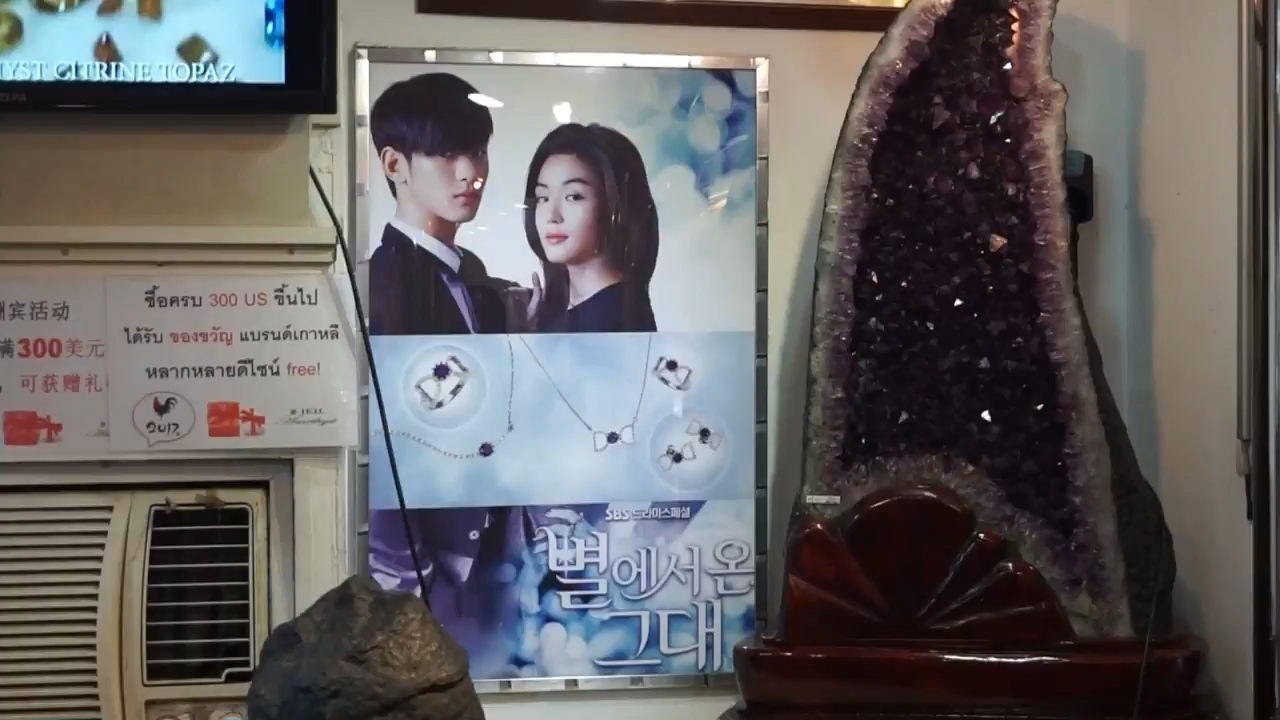 YST CITRINE TOPAZ
宾活动
满300美元
，可获赠礼
ซื้อครบ 300 US ขึ้นไป
ได้รับ ของขวัญ แบรนด์เกาหลี
หลากหลายดีไซน์ free!
2017
JEIL
Amethyst
SBS 드라마스페셜
별에서 온
그대